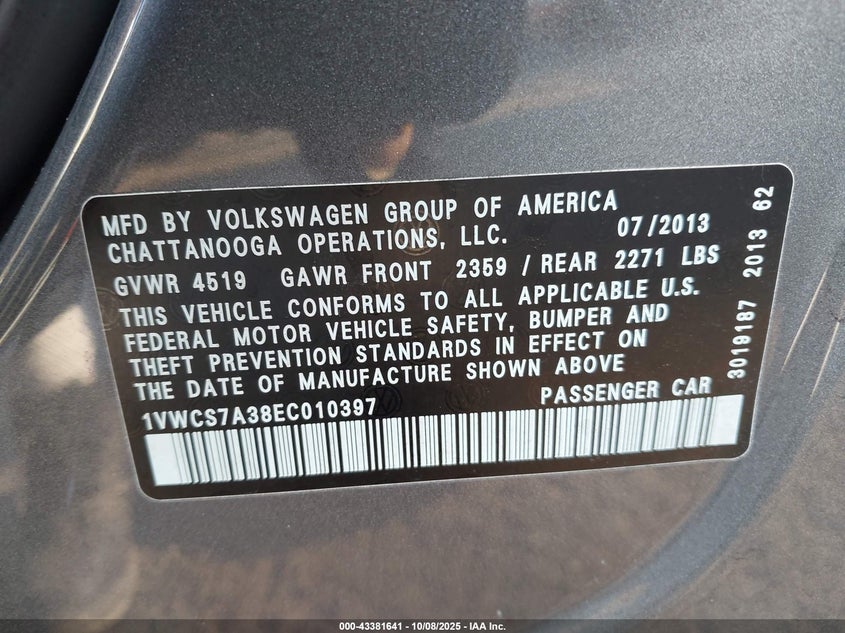 MFD BY VOLKSWAGEN GROUP OF AMERICA
CHATTANOOGA OPERATIONS, LLC. 07/2013
GVWR 4519 GAWR FRONT 2359 / REAR 2271 LBS
THIS VEHICLE CONFORMS TO ALL APPLICABLE U.S.
FEDERAL MOTOR VEHICLE SAFETY, BUMPER AND
THEFT PREVENTION STANDARDS IN EFFECT ON
THE DATE OF MANUFACTURE SHOWN ABOVE
1VWCS7A38EC010397 PASSENGER CAR
3019187 2013 62
000-43381641 - 10/08/2025 - IAA Inc.